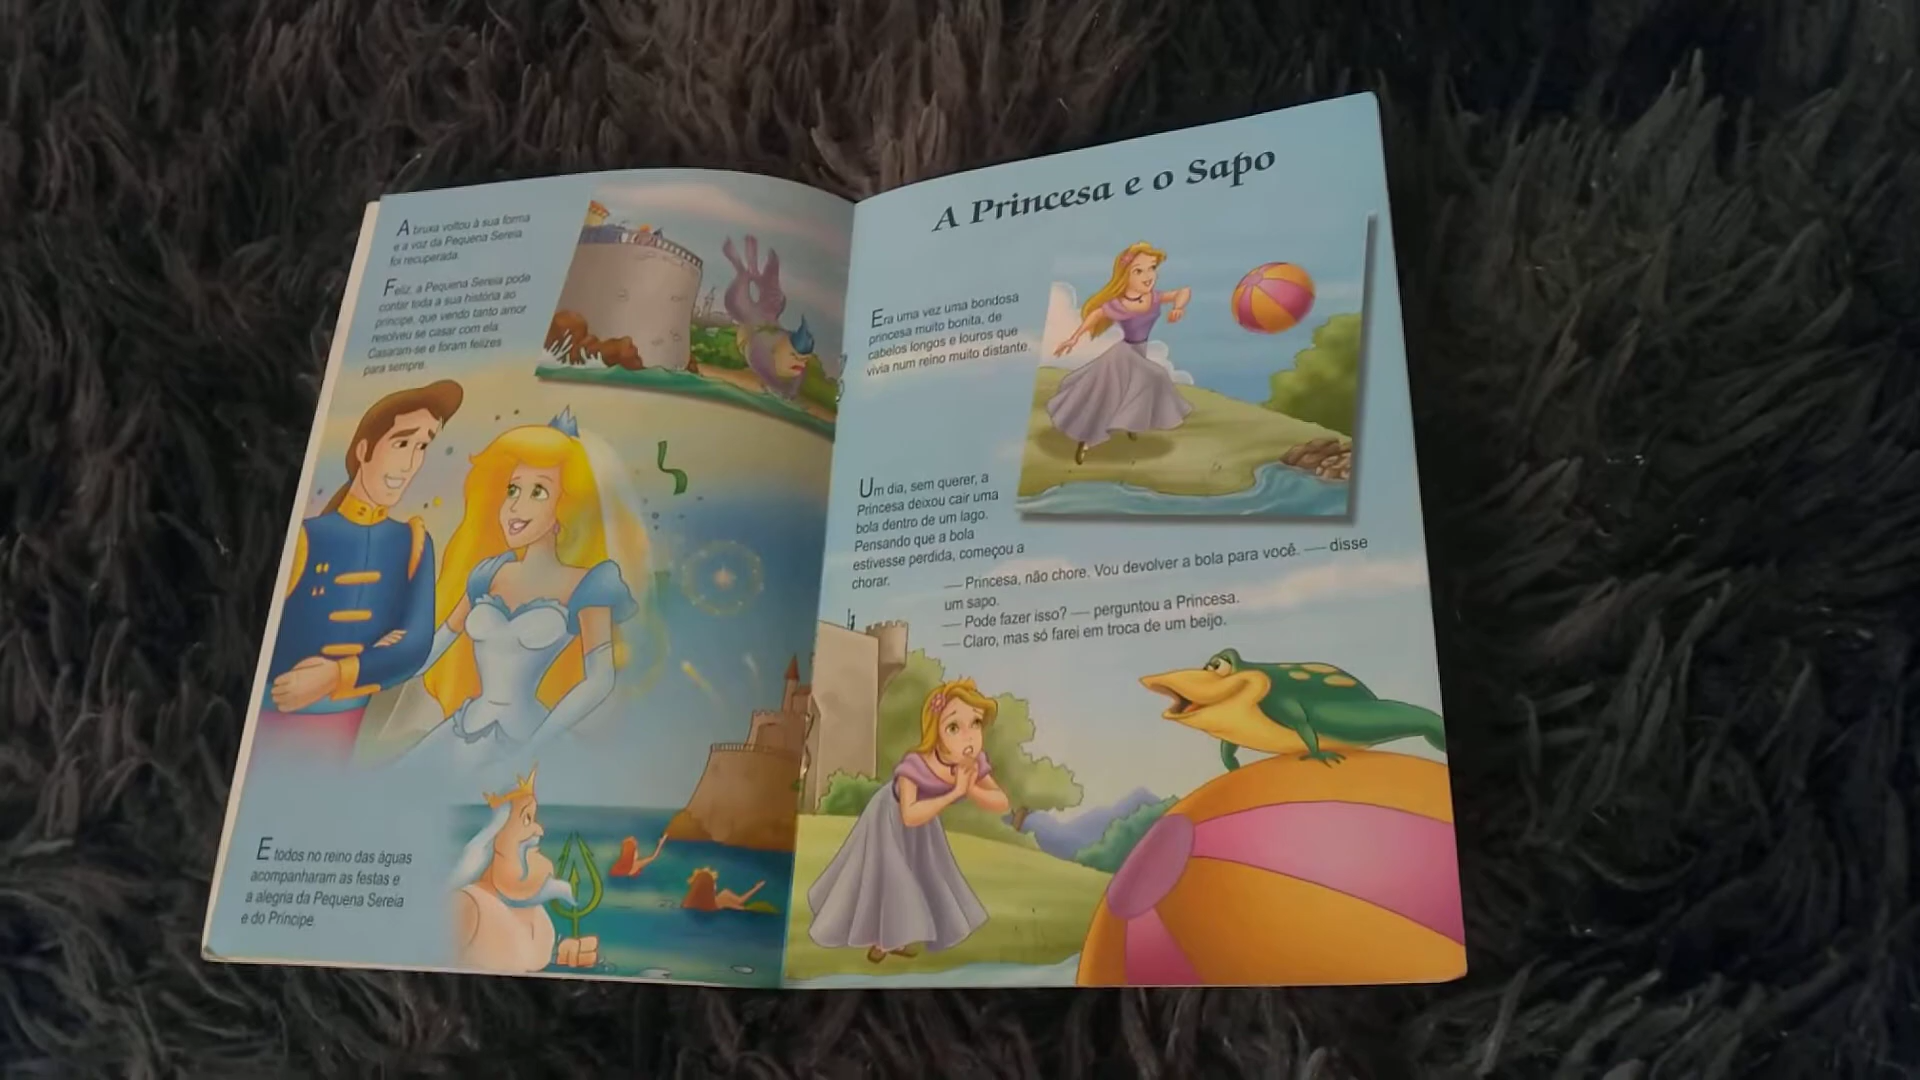 A bruxa voltou à sua forma
e a voz da Pequena Sereia
foi recuperada.
Feliz, a Pequena Sereia pode
contar toda a sua história ao
príncipe, que vendo tanto amor
resolveu se casar com ela.
Casaram-se e foram felizes
para sempre.
E todos no reino das águas
acompanharam as festas e
a alegria da Pequena Sereia
e do Príncipe.
A Princesa e o Sapo
Era uma vez uma bondosa
princesa muito bonita, de
cabelos longos e louros que
vivia num reino muito distante.
Um dia, sem querer, a
Princesa deixou cair uma
bola dentro de um lago.
Pensando que a bola
estivesse perdida, começou a
chorar.
— Princesa, não chore. Vou devolver a bola para você. — disse
um sapo.
— Pode fazer isso? — perguntou a Princesa.
— Claro, mas só farei em troca de um beijo.